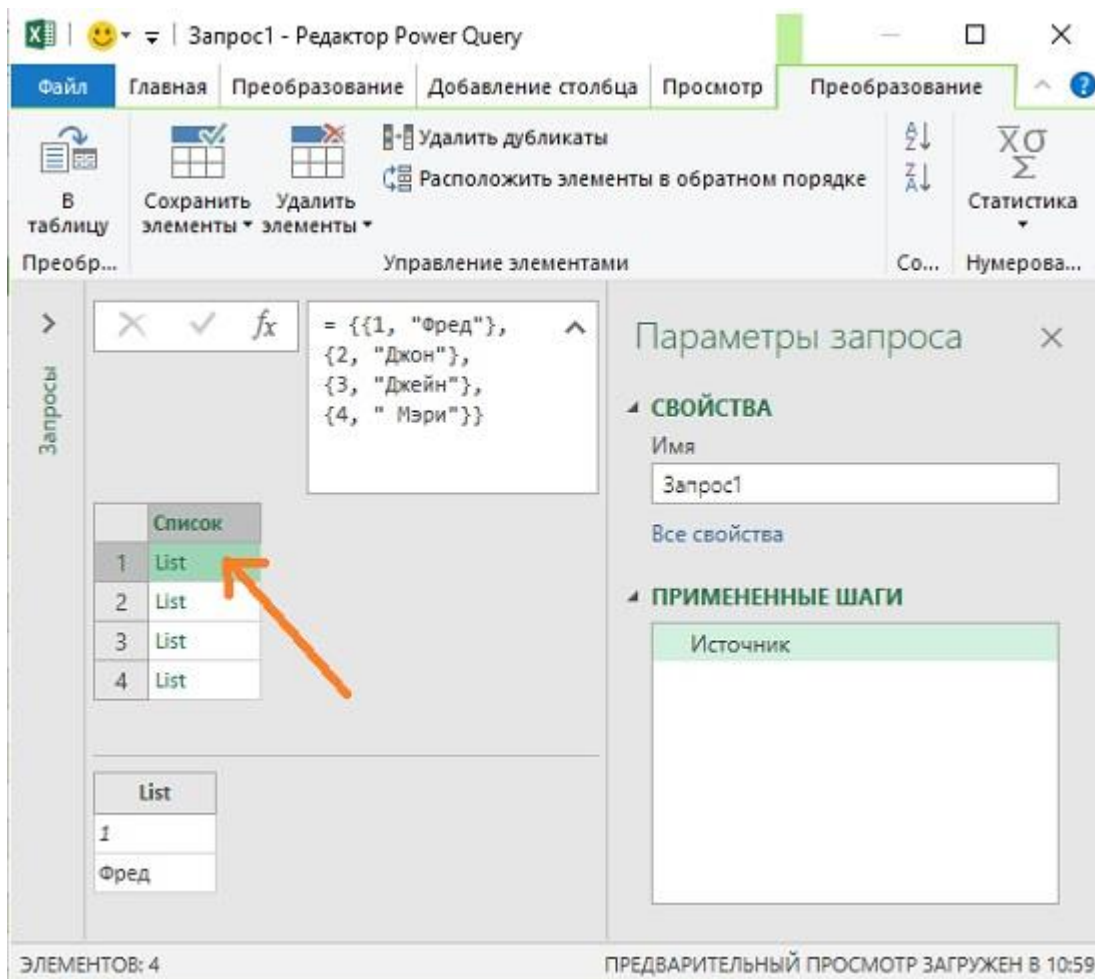 Запрос1 - Редактор Power Query
Файл Главная Преобразование Добавление столбца Просмотр Преобразование
В таблицу
Сохранить элементы
Удалить элементы
Удалить дубликаты
Расположить элементы в обратном порядке
Статистика
Преобр... Управление элементами Со... Нумерова...
Запросы
fx
= {{1, "Фред"},
{2, "Джон"},
{3, "Джейн"},
{4, " Мэри"}}
Список
1 List
2 List
3 List
4 List
List
1
Фред
Параметры запроса
СВОЙСТВА
Имя
Запрос1
Все свойства
ПРИМЕНЕННЫЕ ШАГИ
Источник
ЭЛЕМЕНТОВ: 4 ПРЕДВАРИТЕЛЬНЫЙ ПРОСМОТР ЗАГРУЖЕН В 10:59